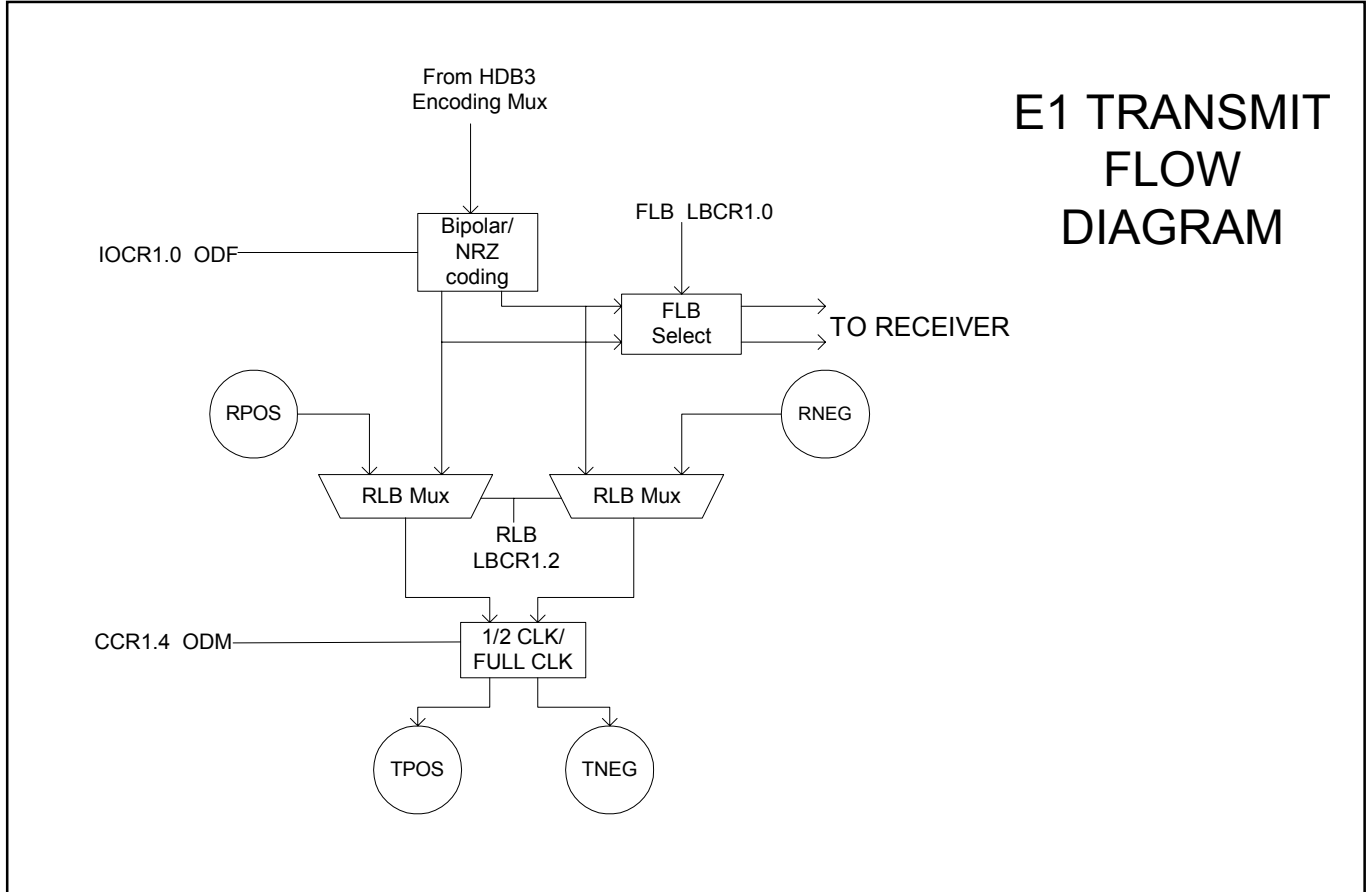 From HDB3
Encoding Mux
E1 TRANSMIT
FLOW
DIAGRAM
FLB LBCR1.0
Bipolar/
NRZ
coding
IOCR1.0 ODF
FLB
Select
TO RECEIVER
RPOS
RNEG
RLB Mux
RLB Mux
RLB
LBCR1.2
CCR1.4 ODM
1/2 CLK/
FULL CLK
TPOS
TNEG